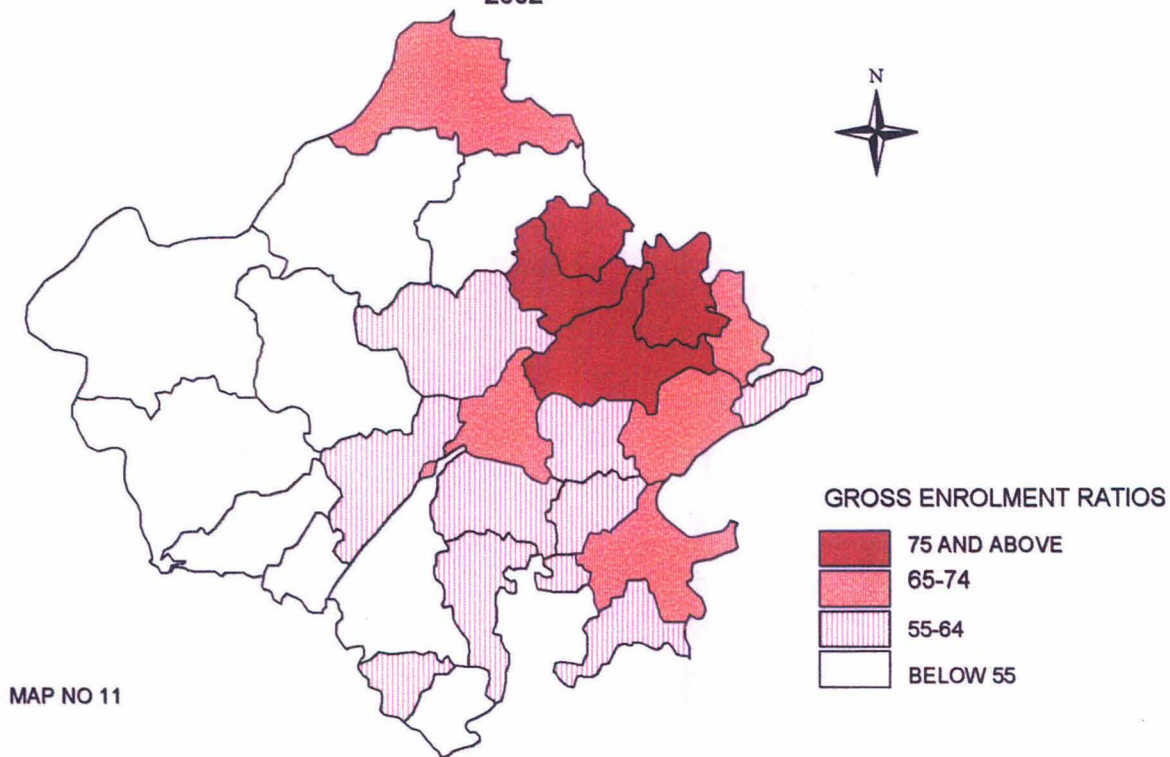 N
GROSS ENROLMENT RATIOS
75 AND ABOVE
65-74
55-64
BELOW 55
MAP NO 11